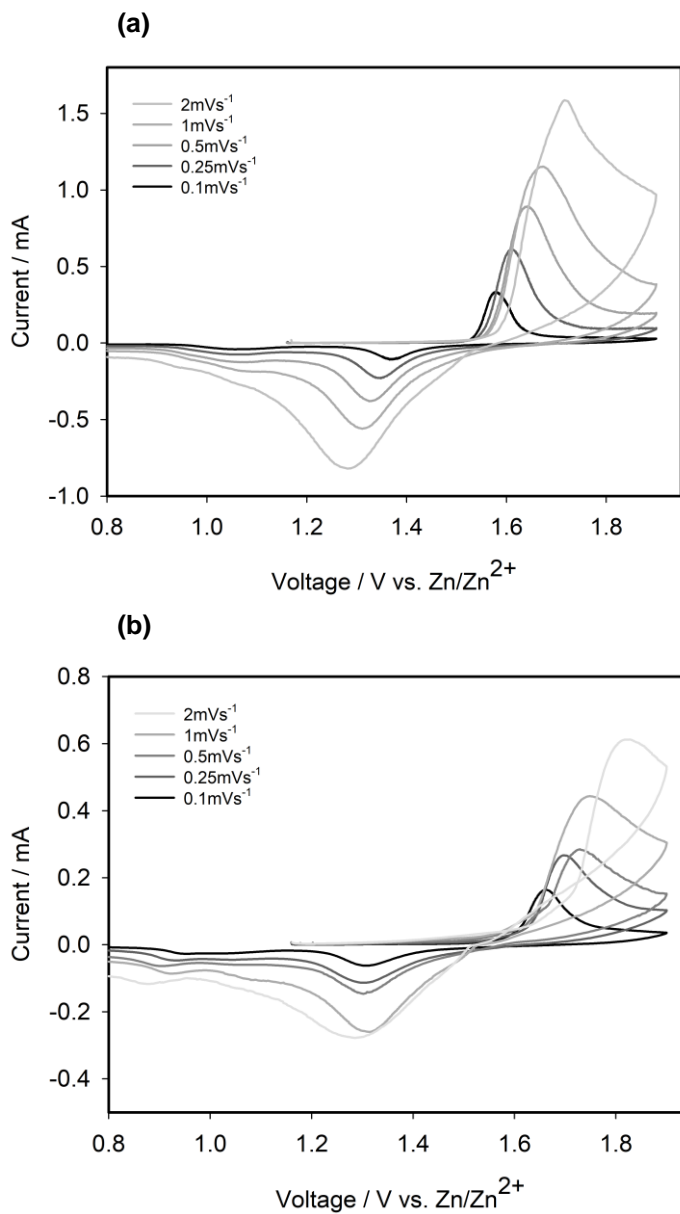 (a)
1.5
1.0
0.5
0.0
-0.5
-1.0
Current / mA
2mVs⁻¹
1mVs⁻¹
0.5mVs⁻¹
0.25mVs⁻¹
0.1mVs⁻¹
0.8 1.0 1.2 1.4 1.6 1.8
Voltage / V vs. Zn/Zn²⁺
(b)
0.8
0.6
0.4
0.2
0.0
-0.2
-0.4
Current / mA
2mVs⁻¹
1mVs⁻¹
0.5mVs⁻¹
0.25mVs⁻¹
0.1mVs⁻¹
0.8 1.0 1.2 1.4 1.6 1.8
Voltage / V vs. Zn/Zn²⁺